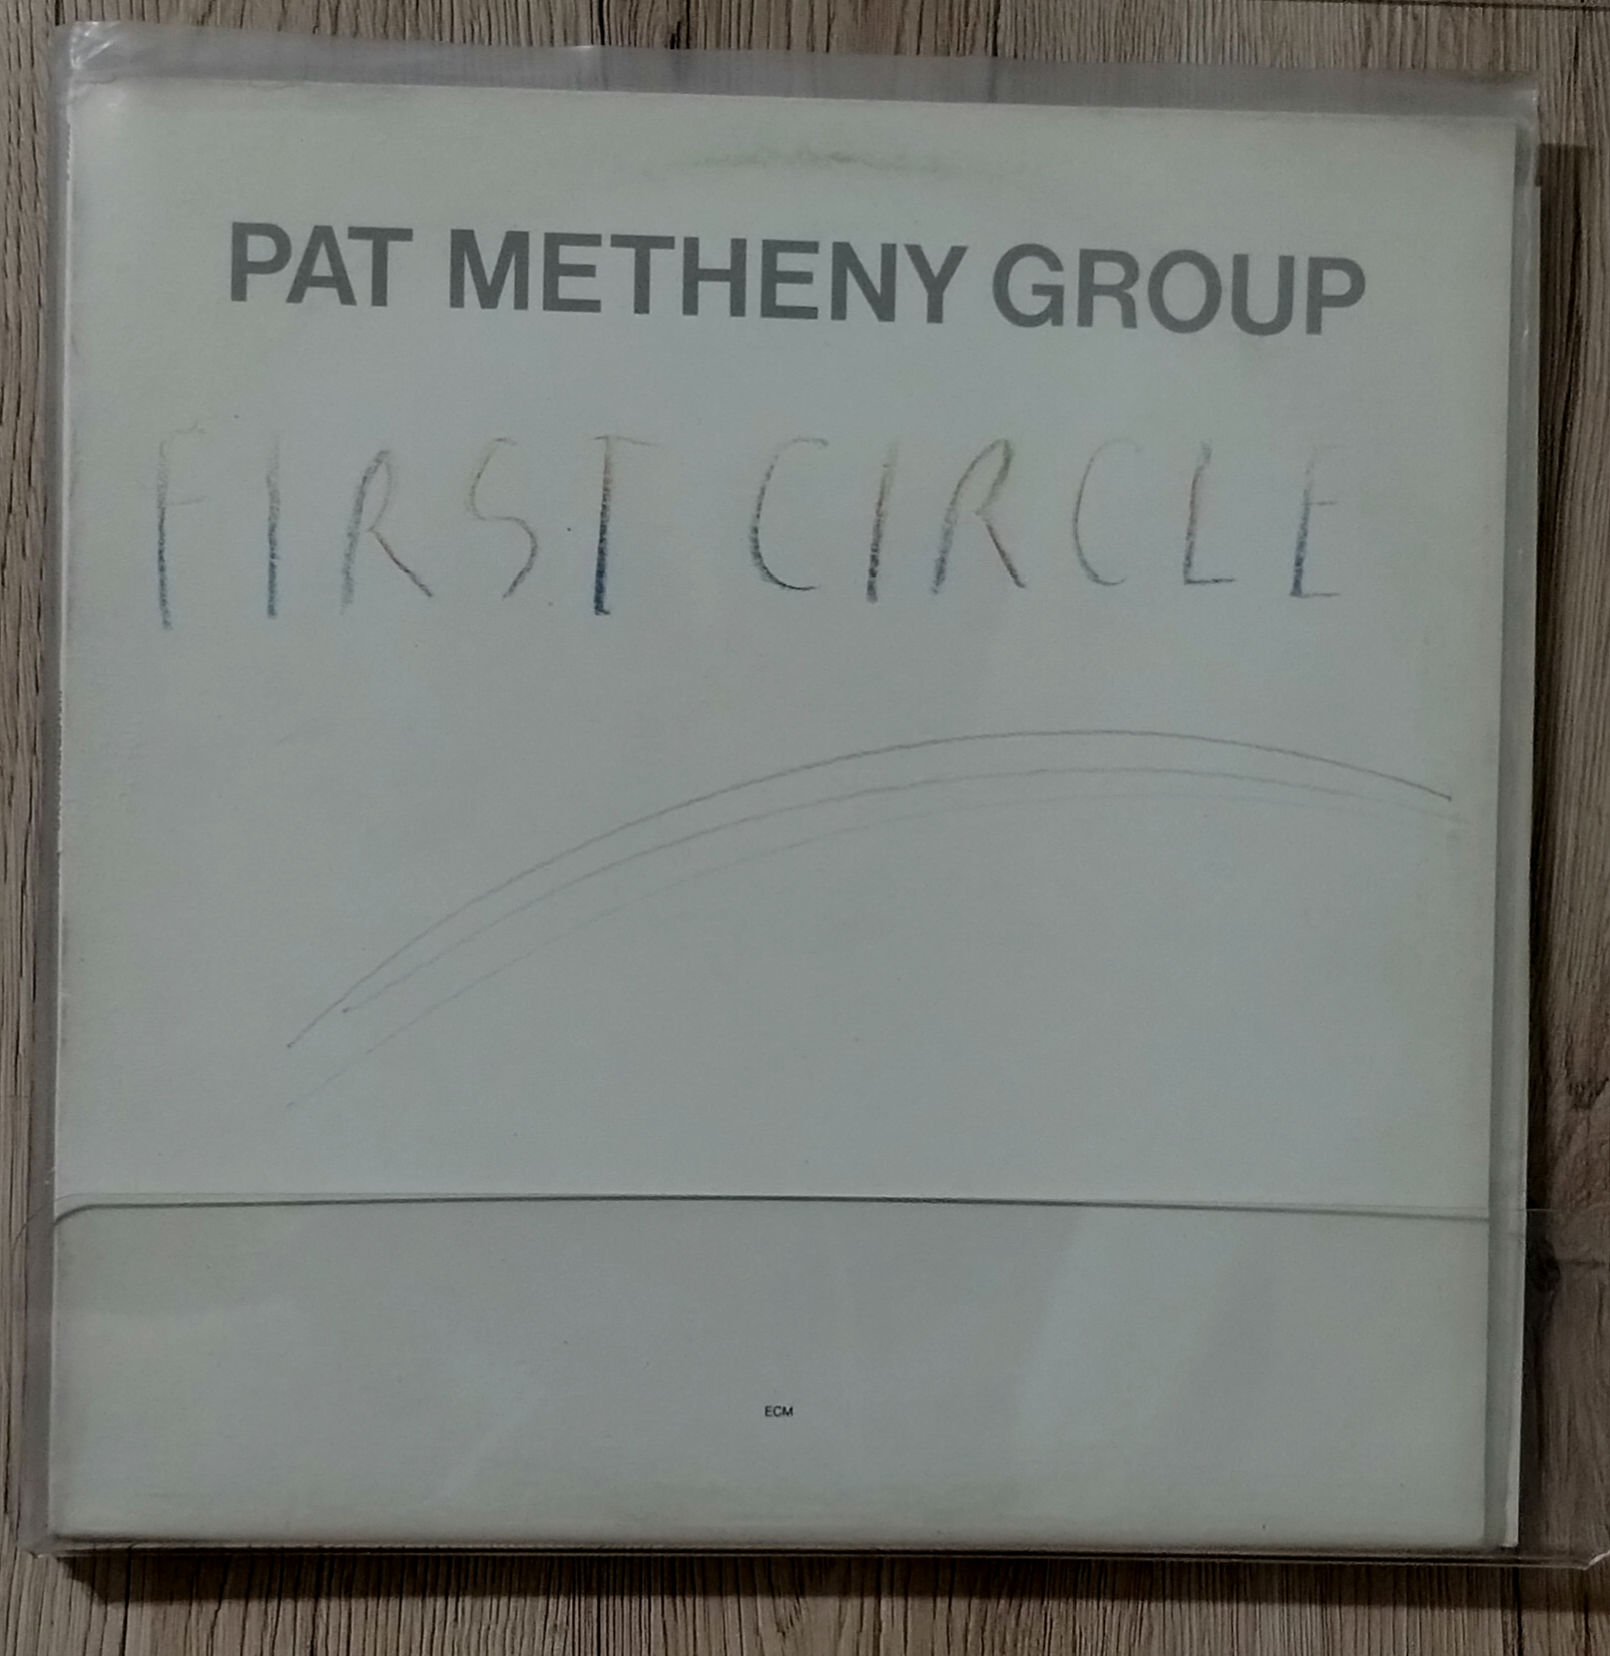 PAT METHENY GROUP
FIRST CIRCLE
ECM